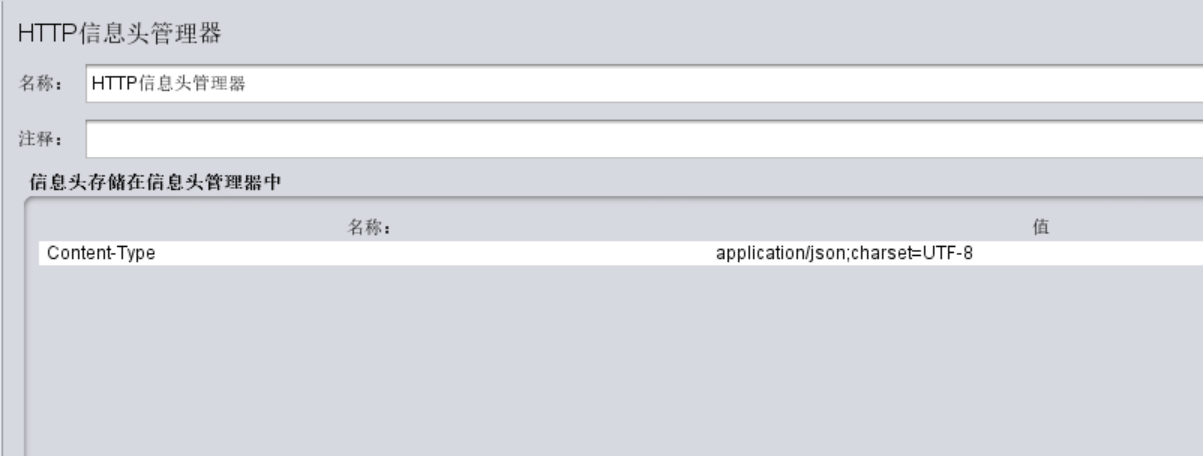 HTTP信息头管理器
名称： HTTP信息头管理器
注释：
信息头存储在信息头管理器中
名称： 值
Content-Type application/json;charset=UTF-8